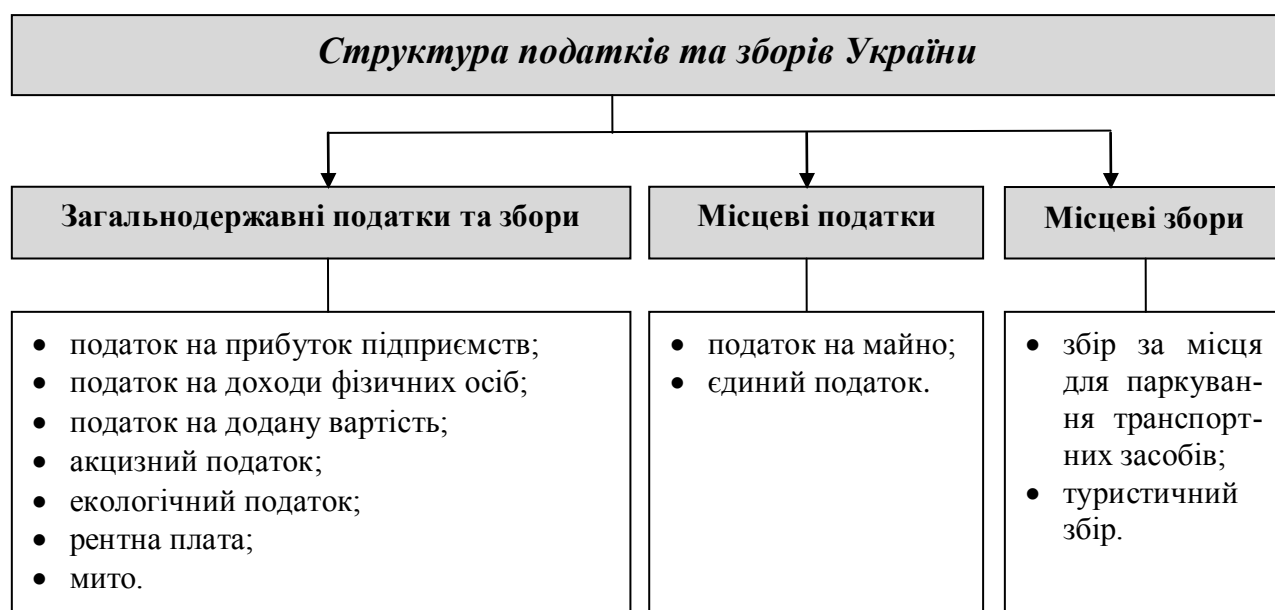 Структура податків та зборів України
Загальнодержавні податки та збори
Місцеві податки
Місцеві збори
• податок на прибуток підприємств;
• податок на доходи фізичних осіб;
• податок на додану вартість;
• акцизний податок;
• екологічний податок;
• рентна плата;
• мито.
• податок на майно;
• єдиний податок.
• збір за місця
для паркуван-
ня транспорт-
них засобів;
• туристичний
збір.